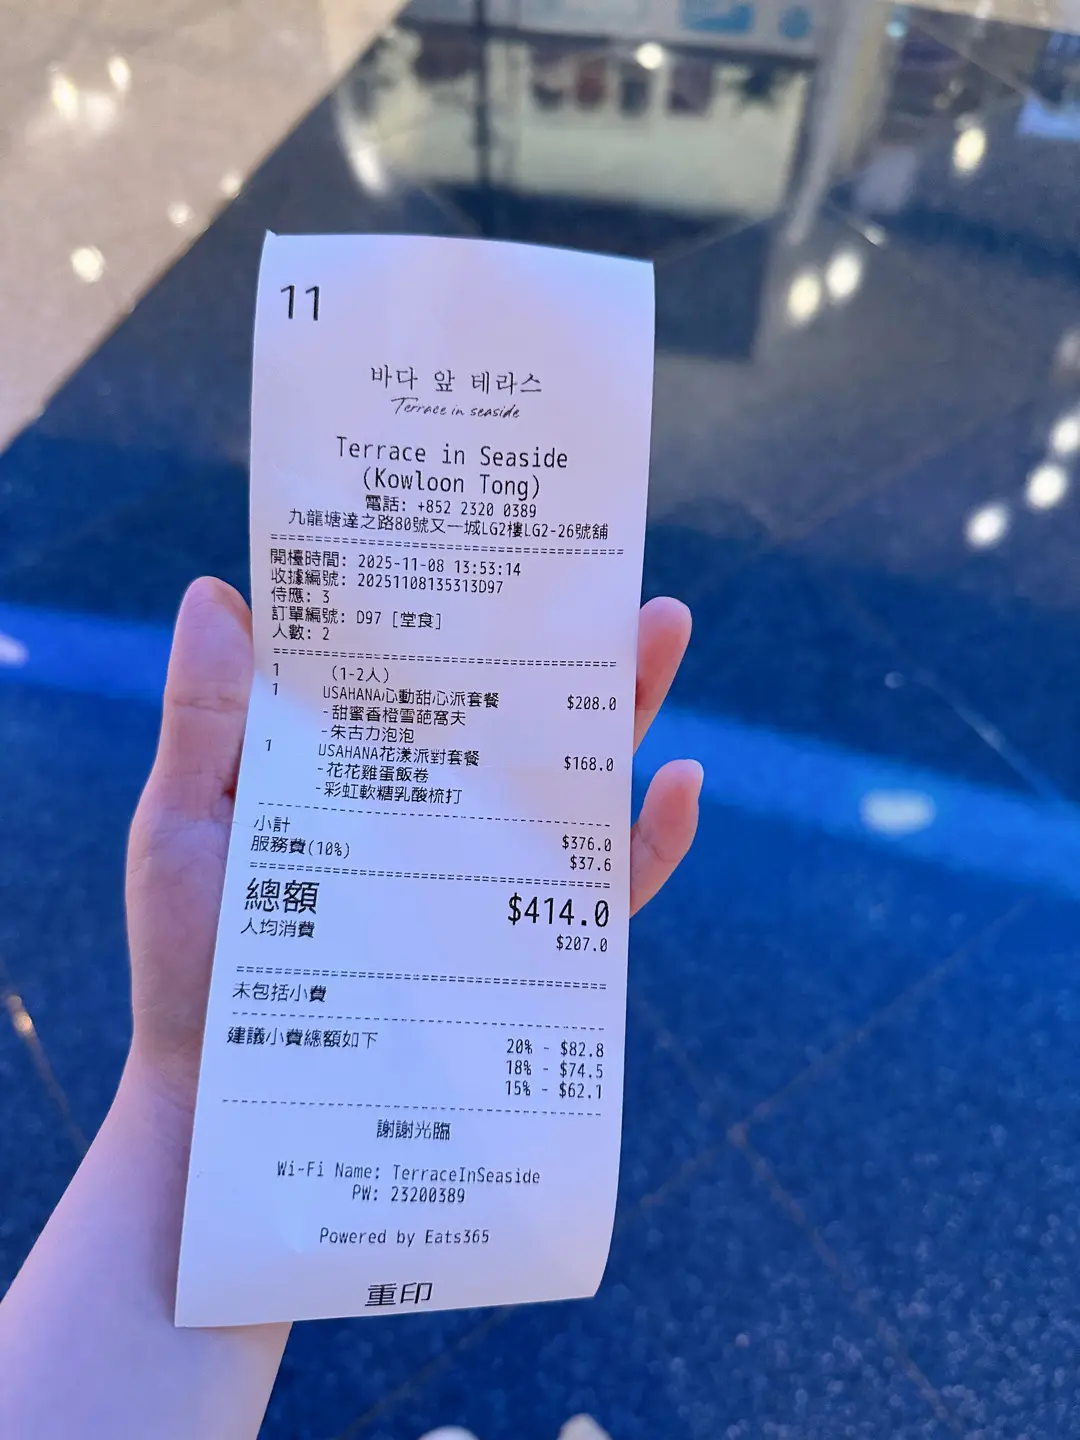 11
바다 앞 테라스
Terrace in seaside
Terrace in Seaside
(Kowloon Tong)
電話: +852 2320 0389
九龍塘達之路80號又一城LG2樓LG2-26號舖
開檯時間: 2025-11-08 13:53:14
收據編號: 20251108135313D97
侍應: 3
訂單編號: D97 [堂食]
人數: 2
1 (1-2人)
1 USAHANA心動甜心派套餐 $208.0
-甜蜜香橙雪葩窩夫
-朱古力泡泡
1 USAHANA花漾派對套餐 $168.0
-花花雞蛋飯卷
-彩虹軟糖乳酸梳打
小計 $376.0
服務費(10%) $37.6
總額 $414.0
人均消費 $207.0
未包括小費
建議小費總額如下 20% - $82.8
18% - $74.5
15% - $62.1
謝謝光臨
Wi-Fi Name: TerraceInSeaside
PW: 23200389
Powered by Eats365
重印